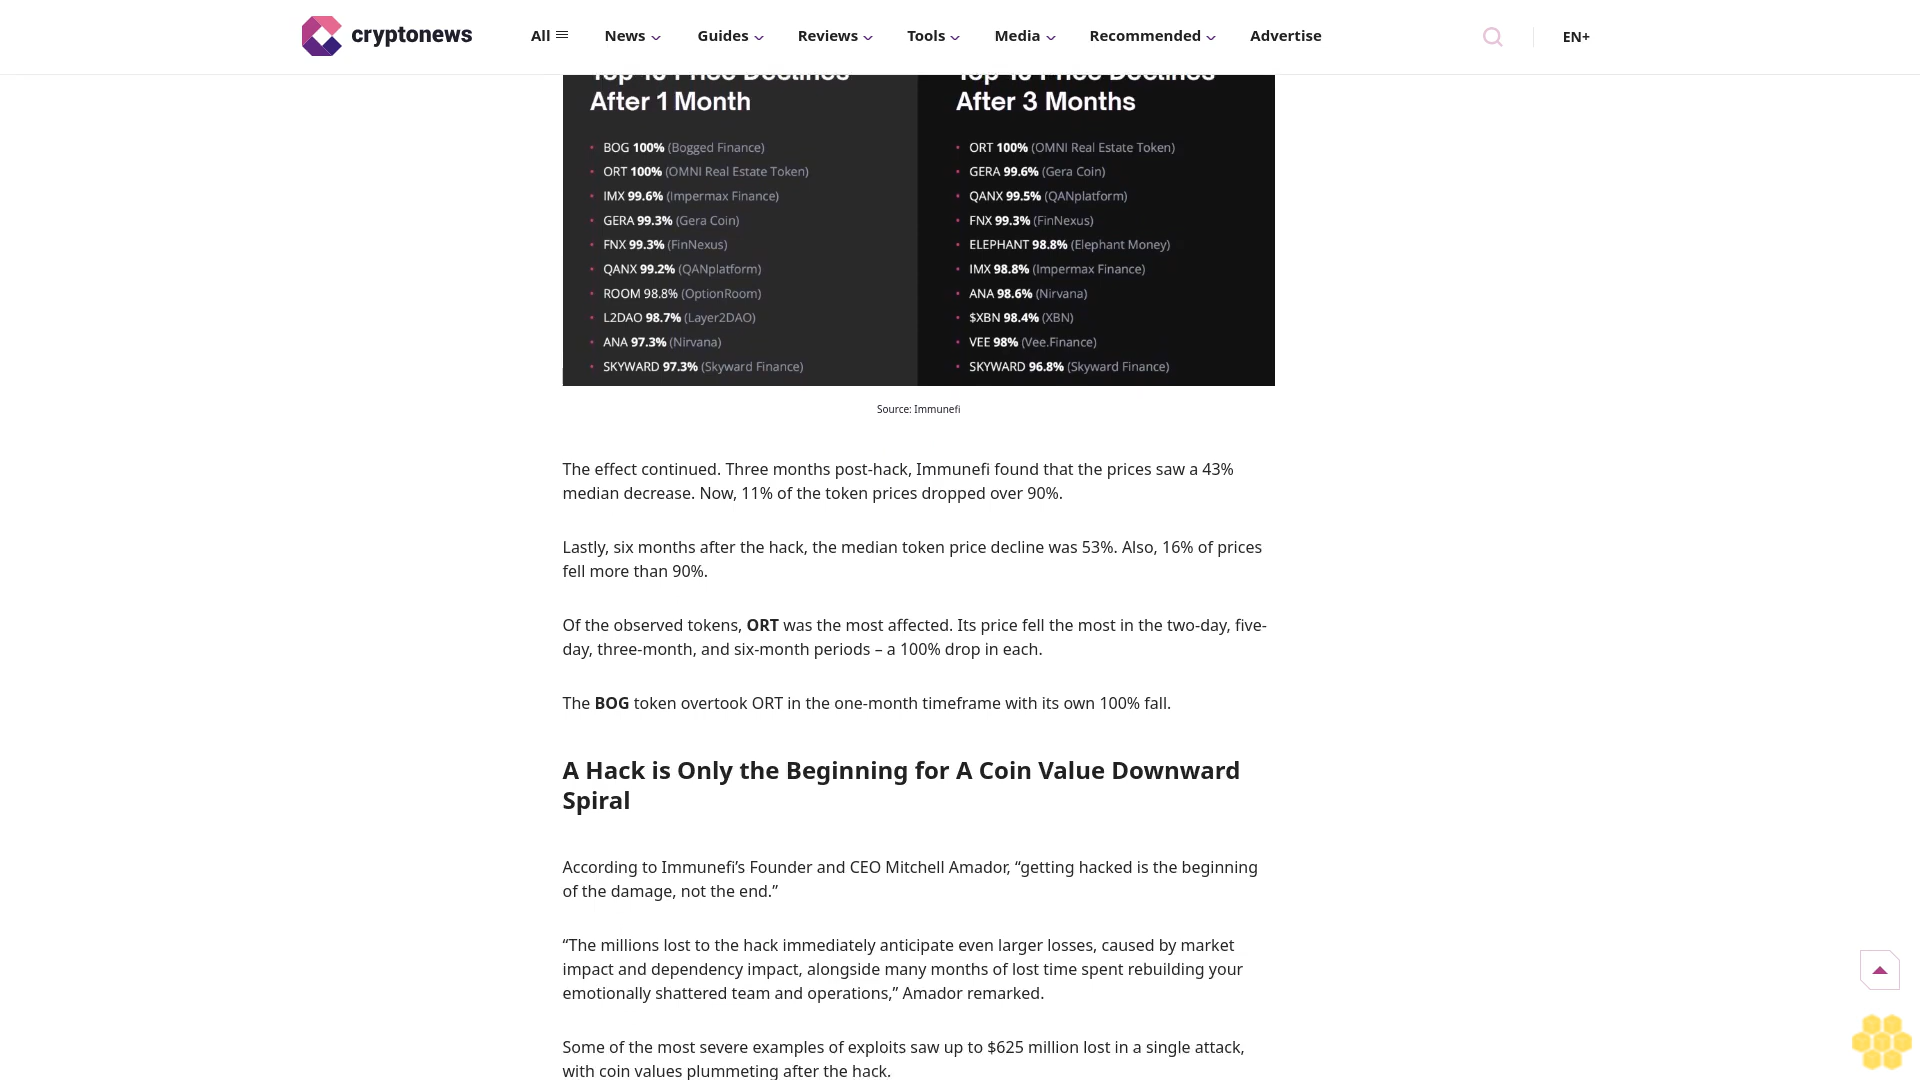 cryptonews
All
News
Guides
Reviews
Tools
Media
Recommended
Advertise
EN+
Top 10 Price Declines
After 1 Month
• BOG 100% (Bogged Finance)
• ORT 100% (OMNI Real Estate Token)
• IMX 99.6% (Impermax Finance)
• GERA 99.3% (Gera Coin)
• FNX 99.3% (FinNexus)
• QANX 99.2% (QANplatform)
• ROOM 98.8% (OptionRoom)
• L2DAO 98.7% (Layer2DAO)
• ANA 97.3% (Nirvana)
• SKYWARD 97.3% (Skyward Finance)
Top 10 Price Declines
After 3 Months
• ORT 100% (OMNI Real Estate Token)
• GERA 99.6% (Gera Coin)
• QANX 99.5% (QANplatform)
• FNX 99.3% (FinNexus)
• ELEPHANT 98.8% (Elephant Money)
• IMX 98.8% (Impermax Finance)
• ANA 98.6% (Nirvana)
• $XBN 98.4% (XBN)
• VEE 98% (Vee.Finance)
• SKYWARD 96.8% (Skyward Finance)
Source: Immunefi
The effect continued. Three months post-hack, Immunefi found that the prices saw a 43%
median decrease. Now, 11% of the token prices dropped over 90%.
Lastly, six months after the hack, the median token price decline was 53%. Also, 16% of prices
fell more than 90%.
Of the observed tokens, ORT was the most affected. Its price fell the most in the two-day, five-
day, three-month, and six-month periods – a 100% drop in each.
The BOG token overtook ORT in the one-month timeframe with its own 100% fall.
A Hack is Only the Beginning for A Coin Value Downward
Spiral
According to Immunefi’s Founder and CEO Mitchell Amador, “getting hacked is the beginning
of the damage, not the end.”
“The millions lost to the hack immediately anticipate even larger losses, caused by market
impact and dependency impact, alongside many months of lost time spent rebuilding your
emotionally shattered team and operations,” Amador remarked.
Some of the most severe examples of exploits saw up to $625 million lost in a single attack,
with coin values plummeting after the hack.